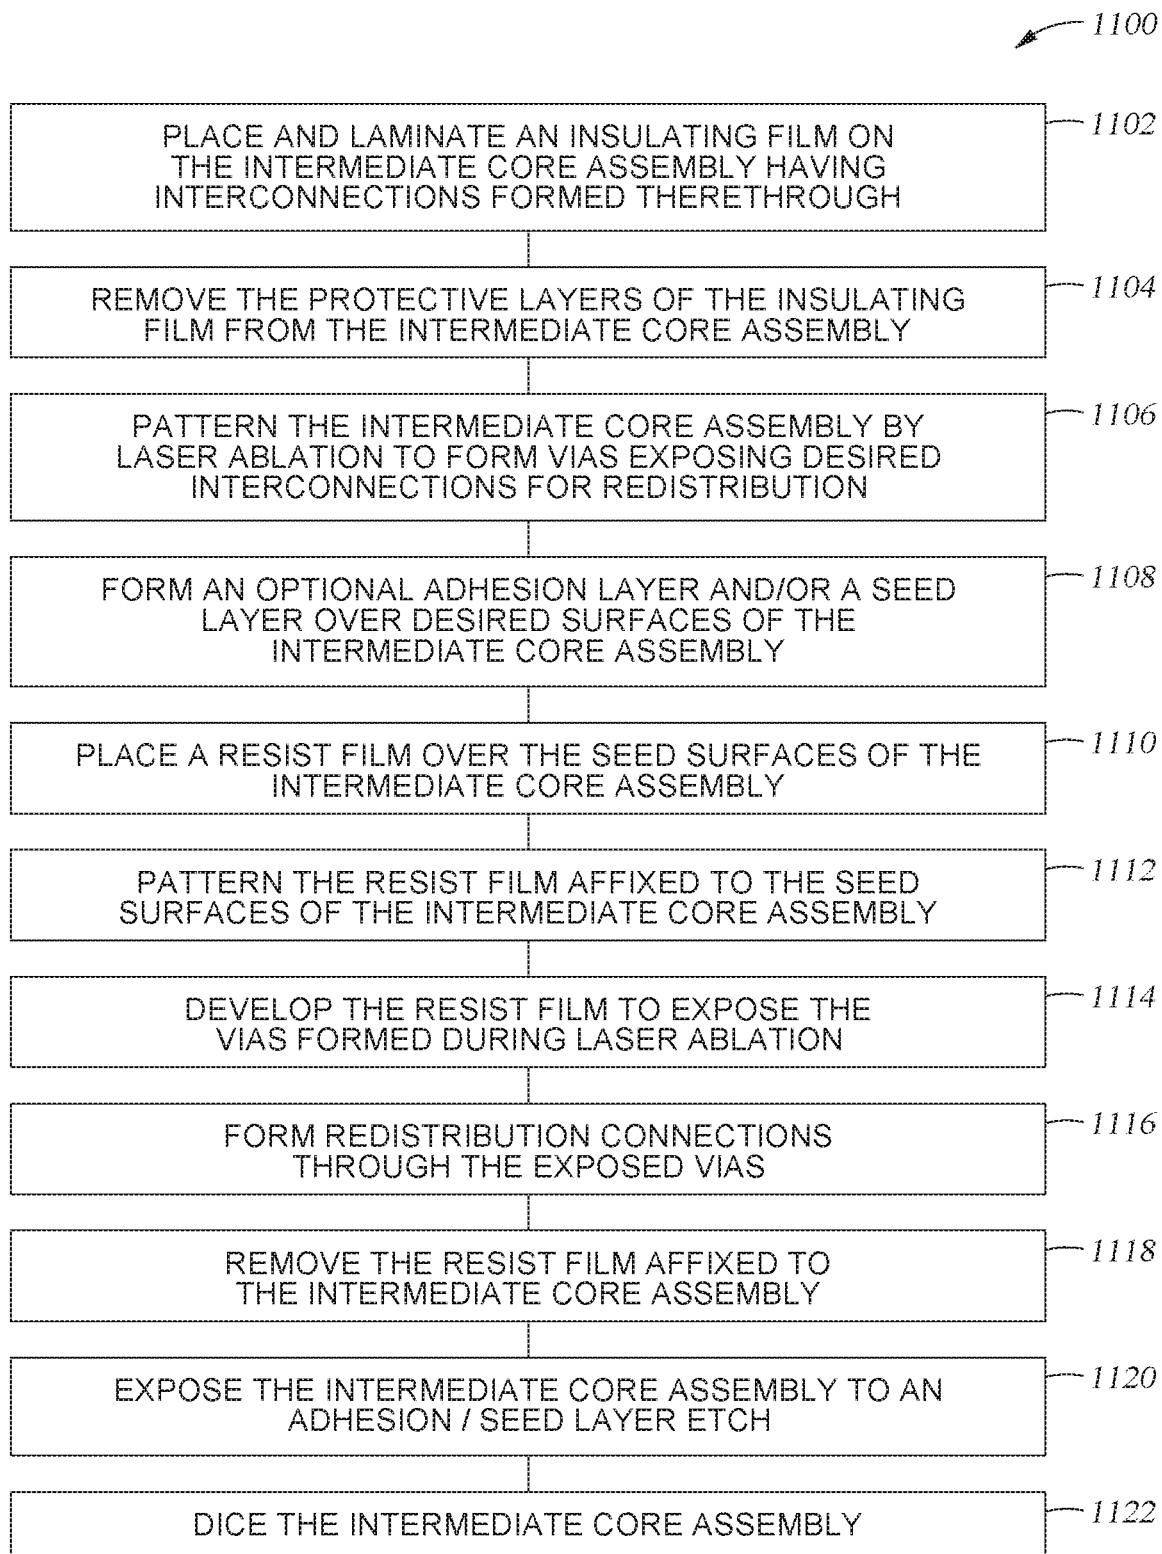 1100
1102
PLACE AND LAMINATE AN INSULATING FILM ON
THE INTERMEDIATE CORE ASSEMBLY HAVING
INTERCONNECTIONS FORMED THERETHROUGH
1104
REMOVE THE PROTECTIVE LAYERS OF THE INSULATING
FILM FROM THE INTERMEDIATE CORE ASSEMBLY
1106
PATTERN THE INTERMEDIATE CORE ASSEMBLY BY
LASER ABLATION TO FORM VIAS EXPOSING DESIRED
INTERCONNECTIONS FOR REDISTRIBUTION
1108
FORM AN OPTIONAL ADHESION LAYER AND/OR A SEED
LAYER OVER DESIRED SURFACES OF THE
INTERMEDIATE CORE ASSEMBLY
1110
PLACE A RESIST FILM OVER THE SEED SURFACES OF THE
INTERMEDIATE CORE ASSEMBLY
1112
PATTERN THE RESIST FILM AFFIXED TO THE SEED
SURFACES OF THE INTERMEDIATE CORE ASSEMBLY
1114
DEVELOP THE RESIST FILM TO EXPOSE THE
VIAS FORMED DURING LASER ABLATION
1116
FORM REDISTRIBUTION CONNECTIONS
THROUGH THE EXPOSED VIAS
1118
REMOVE THE RESIST FILM AFFIXED TO
THE INTERMEDIATE CORE ASSEMBLY
1120
EXPOSE THE INTERMEDIATE CORE ASSEMBLY TO AN
ADHESION / SEED LAYER ETCH
1122
DICE THE INTERMEDIATE CORE ASSEMBLY